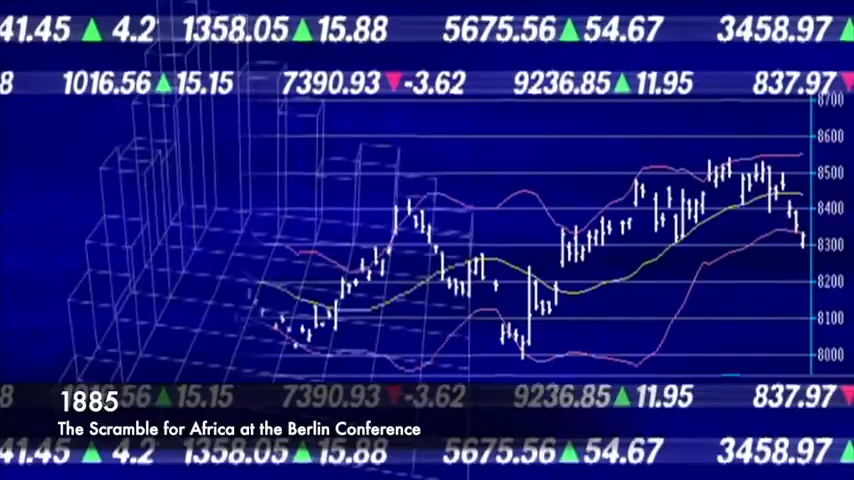 41.45 ▲ 4.2 1358.05 ▲ 15.88 5675.56 ▲ 54.67 3458.97 ▲
8 1016.56 ▲ 15.15 7390.93 ▼ -3.62 9236.85 ▲ 11.95 837.97 ▼
8700
8600
8500
8400
8300
8200
8100
8000
8 1016.56 ▲ 15.15 7390.93 ▼ -3.62 9236.85 ▲ 11.95 837.97 ▼
1885
The Scramble for Africa at the Berlin Conference
41.45 ▲ 4.2 1358.05 ▲ 15.88 5675.56 ▲ 54.67 3458.97 ▲